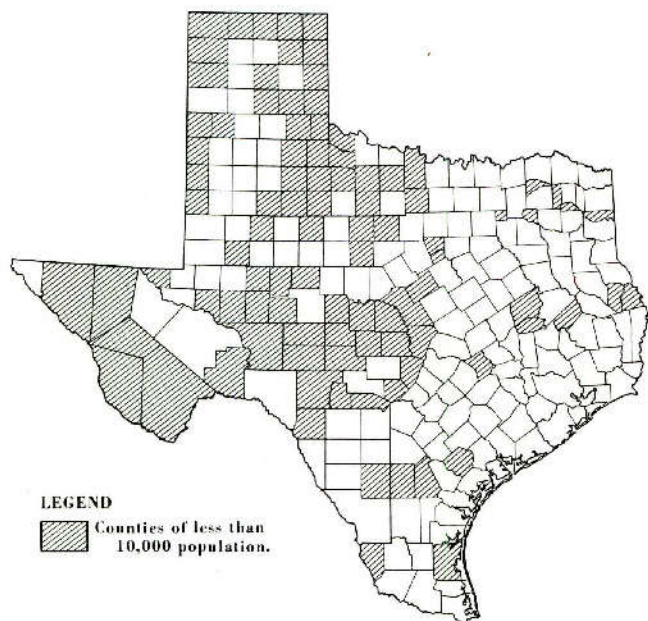 LEGEND
Counties of less than
10,000 population.